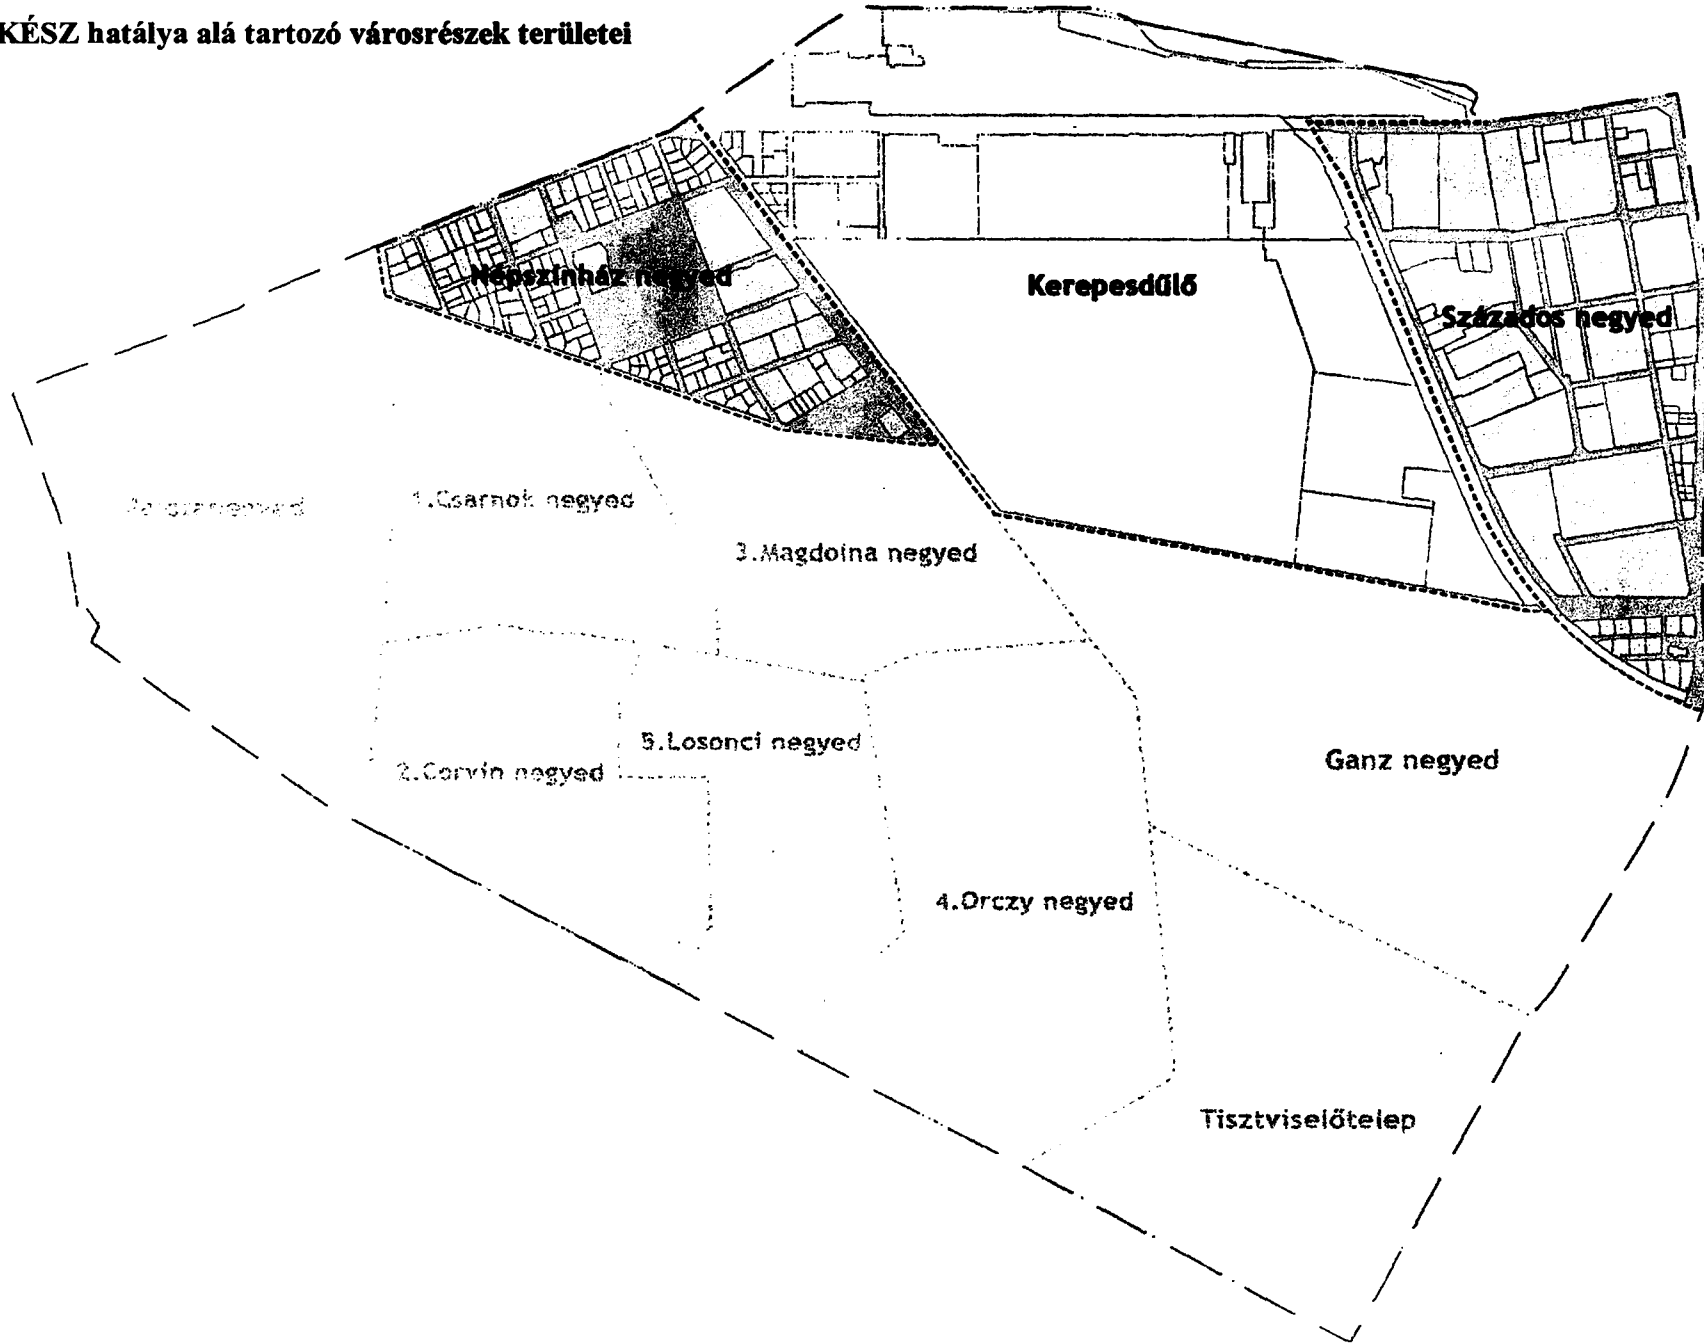 KÉSZ hatálya alá tartozó városrészek területei
Népszínház negyed
Kerepesdűlő
Százados negyed
1.Csarnok negyed
3.Magdolna negyed
5.Losonci negyed
2.Corvin negyed
Ganz negyed
4.Orczy negyed
Tisztviselőtelep